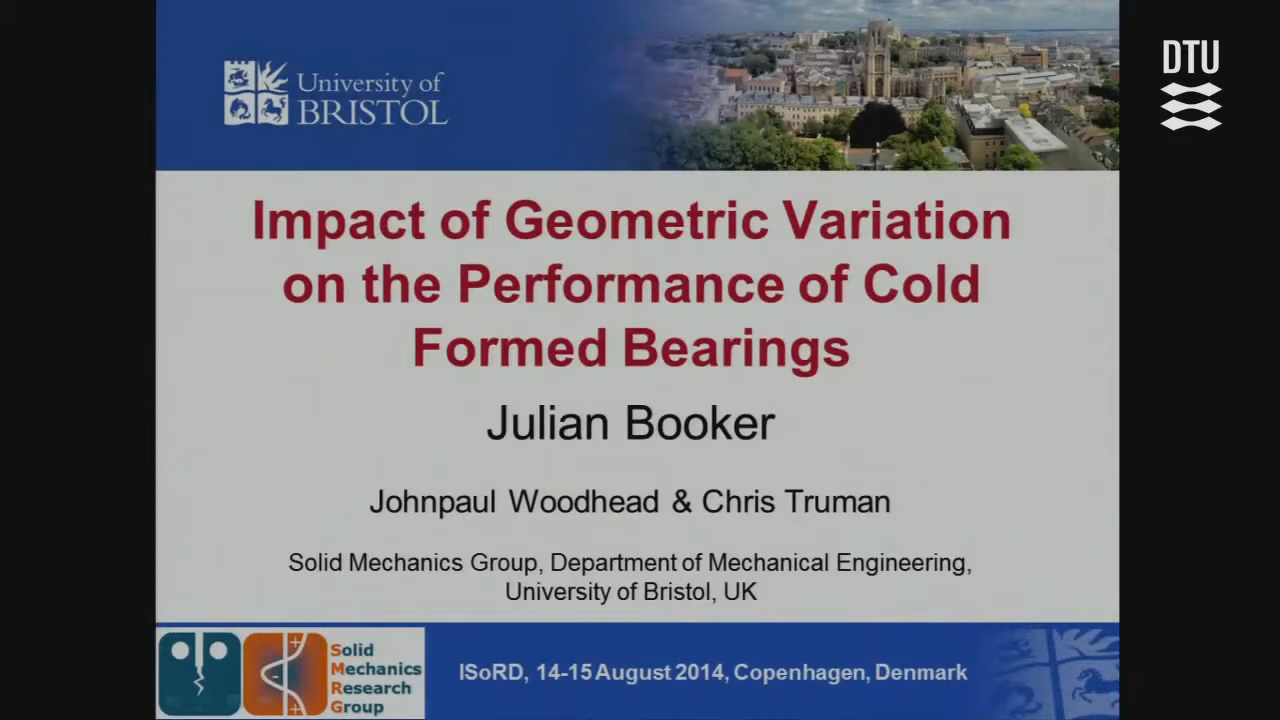 University of
BRISTOL
DTU
Impact of Geometric Variation
on the Performance of Cold
Formed Bearings
Julian Booker
Johnpaul Woodhead & Chris Truman
Solid Mechanics Group, Department of Mechanical Engineering,
University of Bristol, UK
Solid
Mechanics
Research
Group
ISoRD, 14-15 August 2014, Copenhagen, Denmark